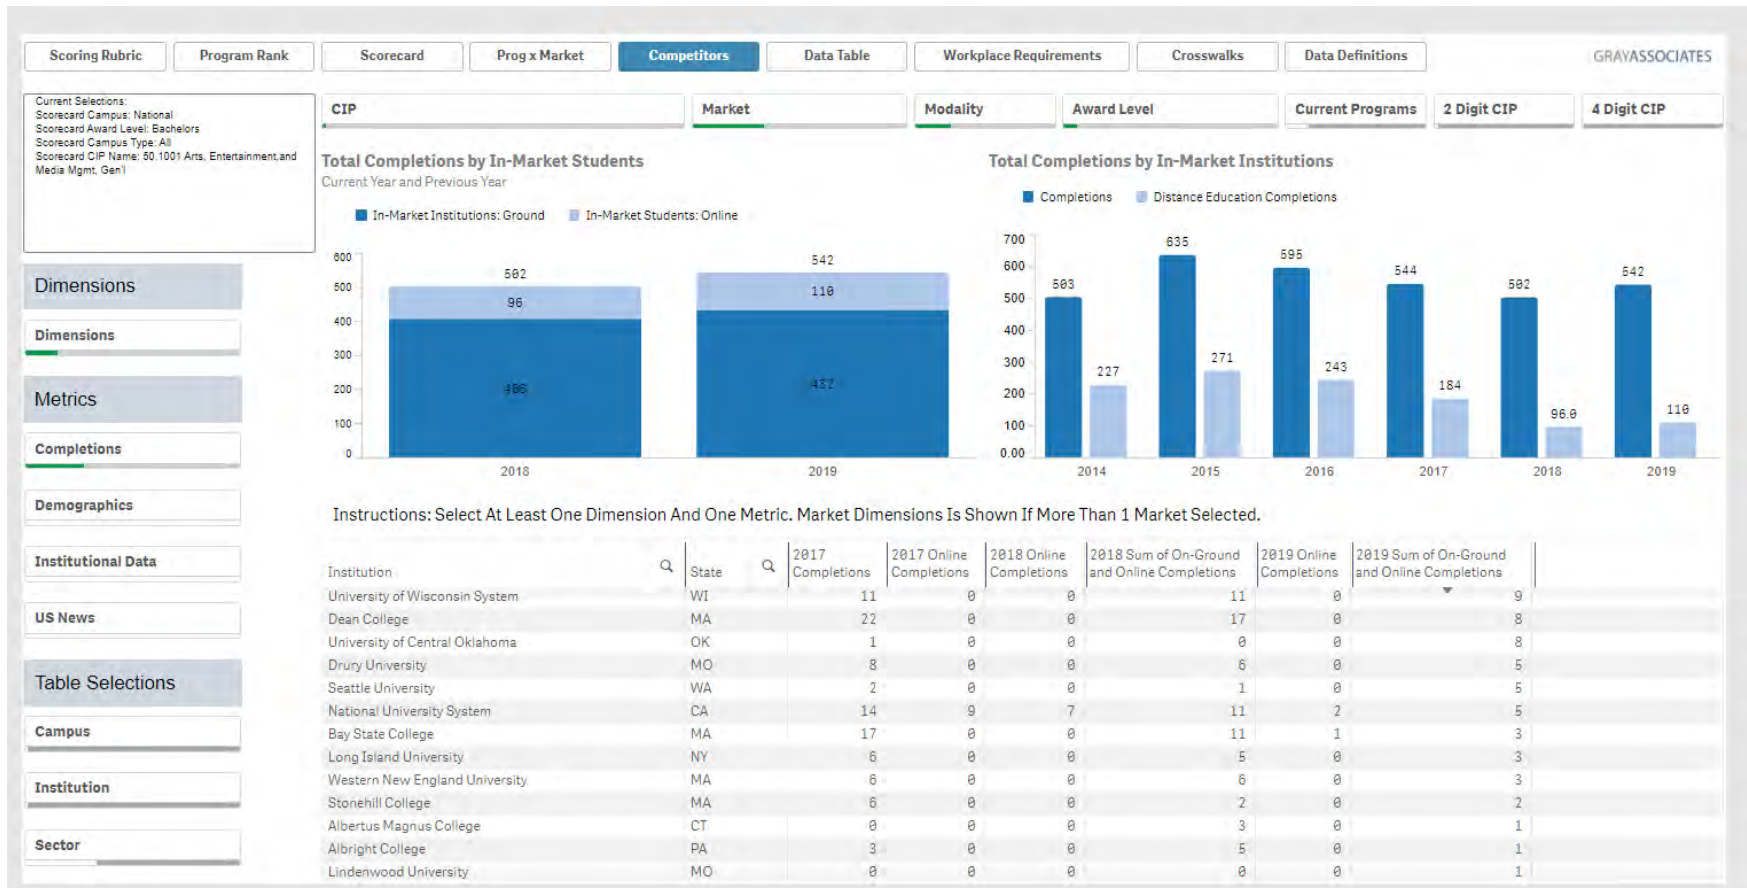 Scoring Rubric
Program Rank
Scorecard
Prog x Market
Competitors
Data Table
Workplace Requirements
Crosswalks
Data Definitions
GRAYASSOCIATES
Current Selections:
Scorecard Campus: National
Scorecard Award Level: Bachelors
Scorecard Campus Type: All
Scorecard CIP Name: 50.1001 Arts, Entertainment,and
Media Mgmt, Gen'l
CIP
Market
Modality
Award Level
Current Programs
2 Digit CIP
4 Digit CIP
Dimensions
Dimensions
Metrics
Completions
Demographics
Institutional Data
US News
Table Selections
Campus
Institution
Sector
Total Completions by In-Market Students
Current Year and Previous Year
In-Market Institutions: Ground In-Market Students: Online
600
500
400
300
200
100
0
502
96
406
2018
542
110
2019
Total Completions by In-Market Institutions
Completions Distance Education Completions
700
600
500
400
300
200
100
0.00
503
227
635
271
595
243
544
184
502
96.0
542
110
2014 2015 2016 2017 2018 2019
Instructions: Select At Least One Dimension And One Metric. Market Dimensions Is Shown If More Than 1 Market Selected.
Institution State 2017 Completions 2017 Online Completions 2018 Online Completions 2018 Sum of On-Ground and Online Completions 2019 Online Completions 2019 Sum of On-Ground and Online Completions
University of Wisconsin System WI 11 0 0 11 0 9
Dean College MA 22 0 0 17 0 8
University of Central Oklahoma OK 1 0 0 0 0 8
Drury University MO 8 0 0 6 0 5
Seattle University WA 2 0 0 1 0 5
National University System CA 14 9 7 11 2 5
Bay State College MA 17 0 0 11 1 3
Long Island University NY 6 0 0 5 0 3
Western New England University MA 6 0 0 6 0 3
Stonehill College MA 6 0 0 2 0 2
Albertus Magnus College CT 0 0 0 3 0 1
Albright College PA 3 0 0 5 0 1
Lindenwood University MO 0 0 0 0 0 1